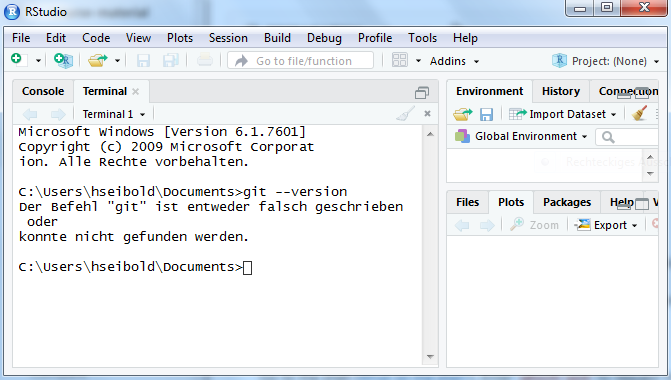 RStudio
File Edit Code View Plots Session Build Debug Profile Tools Help
Go to file/function
Addins
Project: (None)
Console Terminal
Terminal 1
Microsoft Windows [Version 6.1.7601]
Copyright (c) 2009 Microsoft Corporat
ion. Alle Rechte vorbehalten.
C:\Users\hseibold\Documents>git --version
Der Befehl "git" ist entweder falsch geschrieben
oder
konnte nicht gefunden werden.
C:\Users\hseibold\Documents>
Environment History Connection
Import Dataset
Global Environment
Files Plots Packages Help V
Zoom Export